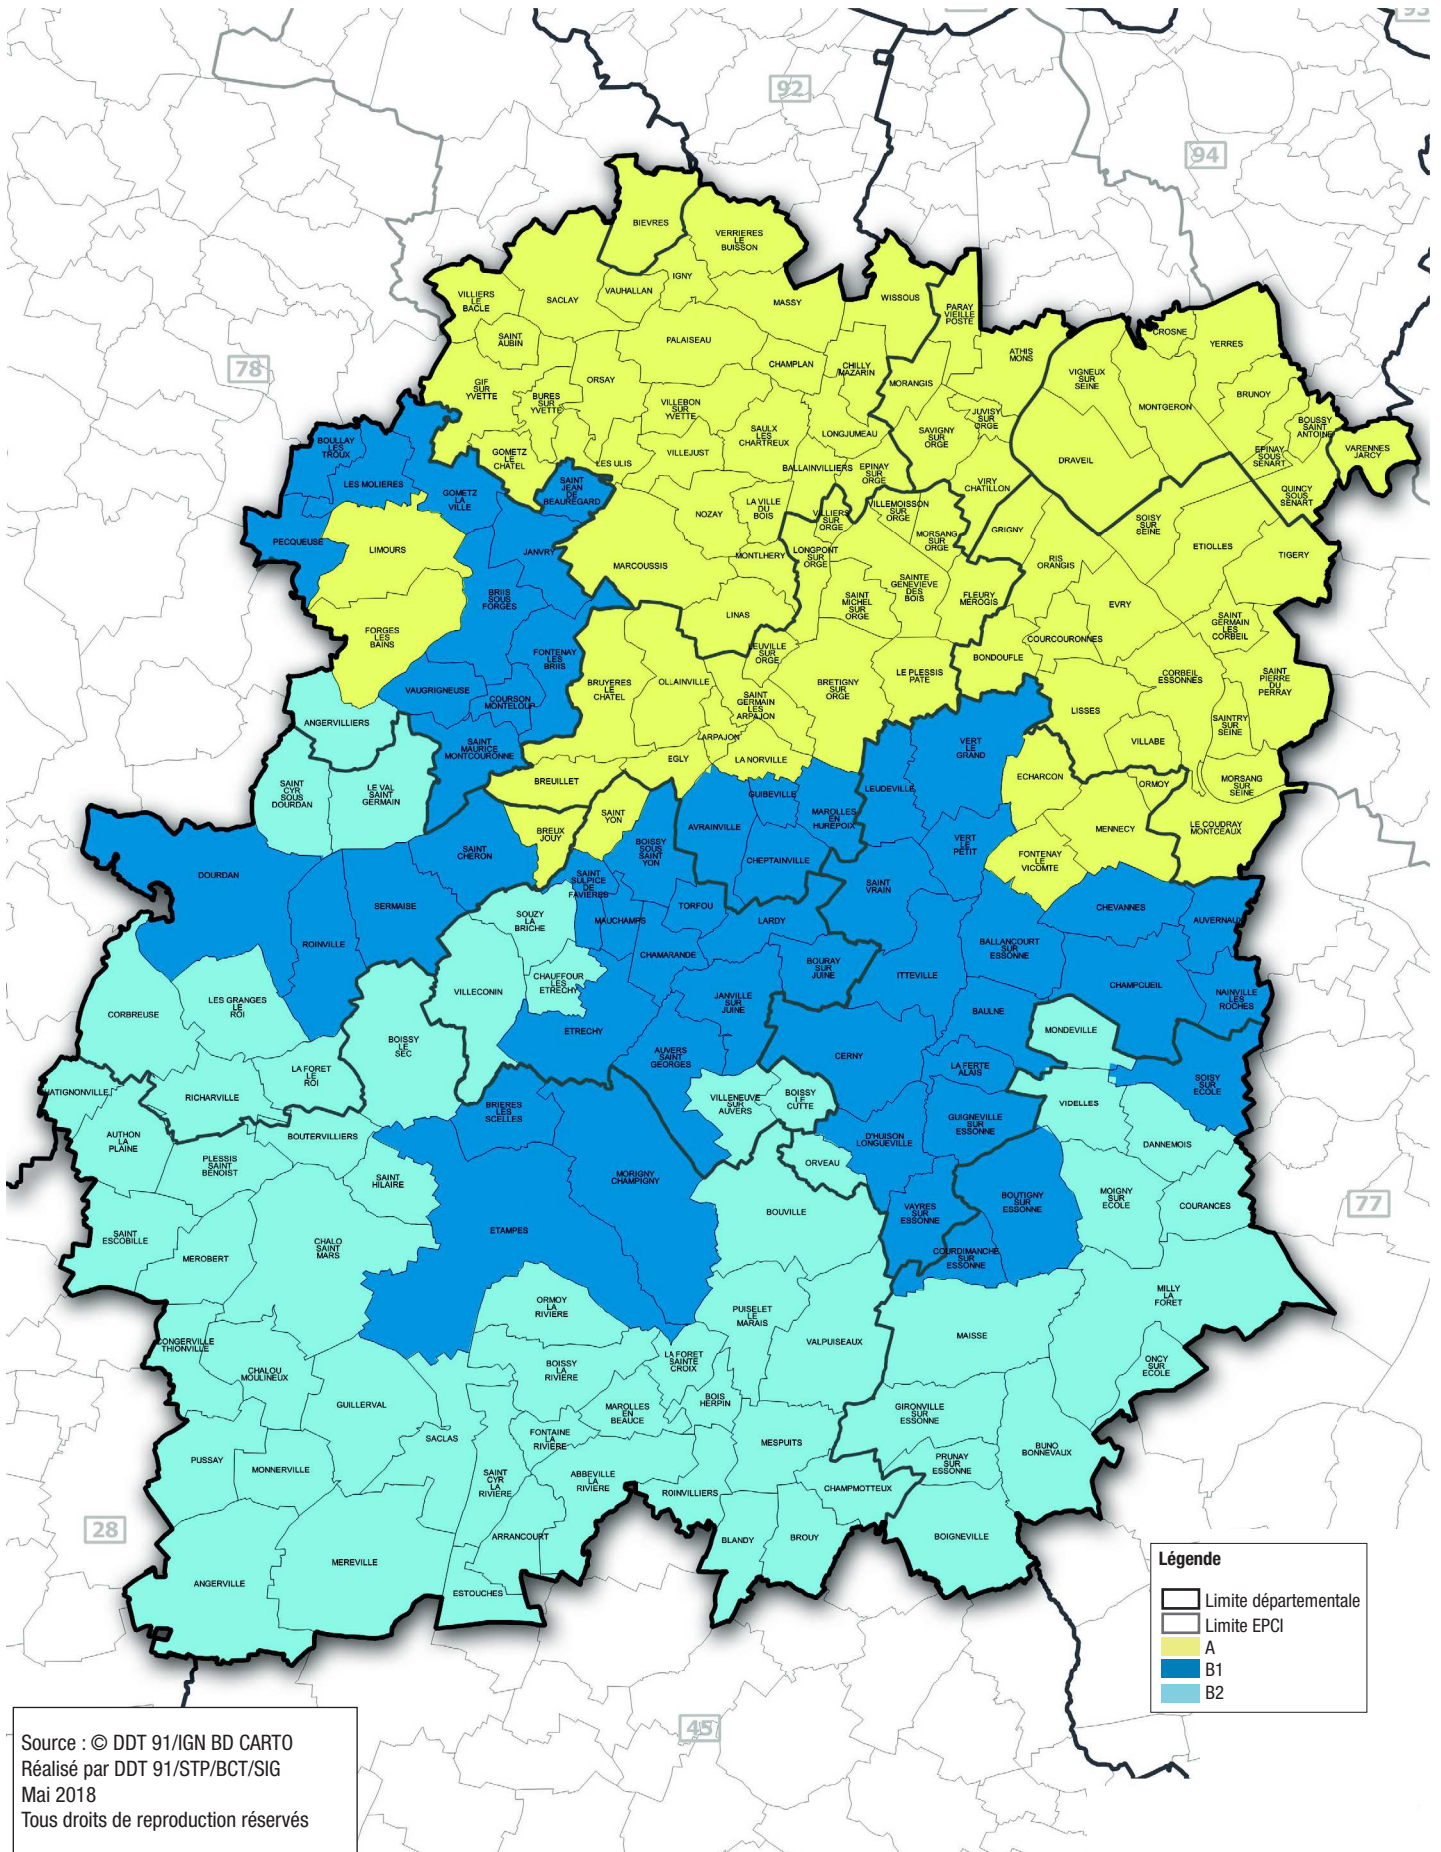 93
92
94
BIEVRES
VERRIERES
LE
BUISSON
IGNY
VAUHALLAN
SACLAY
VILLIERS
LE
BACLE
MASSY
WISSOUS
PARAY
VIEILLE
POSTE
SAINT
AUBIN
PALAISEAU
CHAMPLAN
CHILLY
MAZARIN
ATHIS
MONS
CROSNE
YERRES
78
GIF
SUR
YVETTE
BURES
SUR
YVETTE
ORSAY
VILLEBON
SUR
YVETTE
MORANGIS
VIGNEUX
SUR
SEINE
MONTGERON
BRUNOY
BOUSSY
SAINT
ANTOINE
SAULX
LES
CHARTREUX
LONGJUMEAU
SAVIGNY
SUR
ORGE
JUVISY
SUR
ORGE
BOULLAY
LES
TROUX
GOMETZ
LE
CHATEL
LES ULIS
VILLEJUST
BALLAINVILLIERS
EPINAY
SUR
ORGE
DRAVEIL
EPINAY
SOUS
SENART
VARENNES
JARCY
LES MOLIERES
GOMETZ
LA
VILLE
SAINT
JEAN
DE
BEAUREGARD
VIRY
CHATILLON
QUINCY
SOUS
SENART
NOZAY
LA VILLE
DU
BOIS
VILLIERS
SUR
ORGE
VILLEMOISSON
SUR
ORGE
MORSANG
SUR
ORGE
GRIGNY
SOISY
SUR
SEINE
ETIOLLES
TIGERY
PECQUEUSE
LIMOURS
JANVRY
MARCOUSSIS
MONTLHERY
LONGPONT
SUR
ORGE
RIS
ORANGIS
BRIIS
SOUS
FORGES
SAINTE
GENEVIEVE
DES
BOIS
SAINT
MICHEL
SUR
ORGE
FLEURY
MEROGIS
EVRY
LINAS
FORGES
LES
BAINS
FONTENAY
LES
BRIIS
LEUVILLE
SUR
ORGE
COURCOURONNES
SAINT
GERMAIN
LES
CORBEIL
BONDOUFLE
CORBEIL
ESSONNES
SAINT
PIERRE
DU
PERRAY
VAUGRIGNEUSE
COURSON
MONTELOUP
BRUYERES
LE
CHATEL
OLLAINVILLE
SAINT
GERMAIN
LES
ARPAJON
BRETIGNY
SUR
ORGE
LE PLESSIS
PATE
LISSES
SAINTRY
SUR
SEINE
ANGERVILLIERS
SAINT
MAURICE
MONTCOURONNE
ARPAJON
VERT
LE
GRAND
VILLABE
EGLY
LA NORVILLE
BREUILLET
ECHARCON
ORMOY
MORSANG
SUR
SEINE
SAINT
CYR
SOUS
DOURDAN
LE VAL
SAINT
GERMAIN
GUIBEVILLE
LEUDEVILLE
MAROLLES
EN
HUREPOIX
SAINT
YON
BREUX
JOUY
AVRAINVILLE
MENNECY
LE COUDRAY
MONTCEAUX
BOISSY
SOUS
SAINT
YON
VERT
LE
PETIT
SAINT
CHERON
CHEPTAINVILLE
FONTENAY
LE
VICOMTE
DOURDAN
SAINT
SULPICE
DE
FAVIERES
SAINT
VRAIN
SERMAISE
TORFOU
CHEVANNES
AUVERNAUX
SOUZY
LA
BRICHE
MAUCHAMPS
LARDY
ROINVILLE
CHAMARANDE
BOURAY
SUR
JUINE
BALLANCOURT
SUR
ESSONNE
ITTEVILLE
CHAUFFOUR
LES
ETRECHY
VILLECONIN
CHAMPCUEIL
NAINVILLE
LES
ROCHES
LES GRANGES
LE
ROI
CORBREUSE
JANVILLE
SUR
JUINE
BAULNE
ETRECHY
MONDEVILLE
BOISSY
LE
SEC
AUVERS
SAINT
GEORGES
CERNY
LA FERTE
ALAIS
LA FORET
LE
ROI
SOISY
SUR
ECOLE
CHATIGNONVILLE
RICHARVILLE
BRIERES
LES
SCELLES
VILLENEUVE
SUR
AUVERS
BOISSY
LE
CUTTE
VIDELLES
GUIGNEVILLE
SUR
ESSONNE
BOUTERVILLIERS
D'HUISON
LONGUEVILLE
DANNEMOIS
AUTHON
LA
PLAINE
PLESSIS
SAINT
BENOIST
SAINT
HILAIRE
MORIGNY
CHAMPIGNY
ORVEAU
MOIGNY
SUR
ECOLE
COURANCES
77
BOUTIGNY
SUR
ESSONNE
VAYRES
SUR
ESSONNE
BOUVILLE
SAINT
ESCOBILLE
ETAMPES
MEROBERT
CHALO
SAINT
MARS
COURDIMANCHE
SUR
ESSONNE
MILLY
LA
FORET
ORMOY
LA
RIVIERE
PUISELET
LE
MARAIS
VALPUISEAUX
MAISSE
CONGERVILLE
THIONVILLE
CHALOU
MOULINEUX
BOISSY
LA
RIVIERE
LA FORET
SAINTE
CROIX
ONCY
SUR
ECOLE
BOIS
HERPIN
GUILLERVAL
MAROLLES
EN
BEAUCE
GIRONVILLE
SUR
ESSONNE
SACLAS
FONTAINE
LA
RIVIERE
MESPUITS
BUNO
BONNEVAUX
PUSSAY
MONNERVILLE
PRUNAY
SUR
ESSONNE
SAINT
CYR
LA
RIVIERE
ABBEVILLE
LA
RIVIERE
ROINVILLIERS
CHAMPMOTTEUX
28
ARRANCOURT
BLANDY
BROUY
BOIGNEVILLE
MEREVILLE
ANGERVILLE
ESTOUCHES
45
Légende
Limite départementale
Limite EPCI
A
B1
B2
Source : © DDT 91/IGN BD CARTO
Réalisé par DDT 91/STP/BCT/SIG
Mai 2018
Tous droits de reproduction réservés